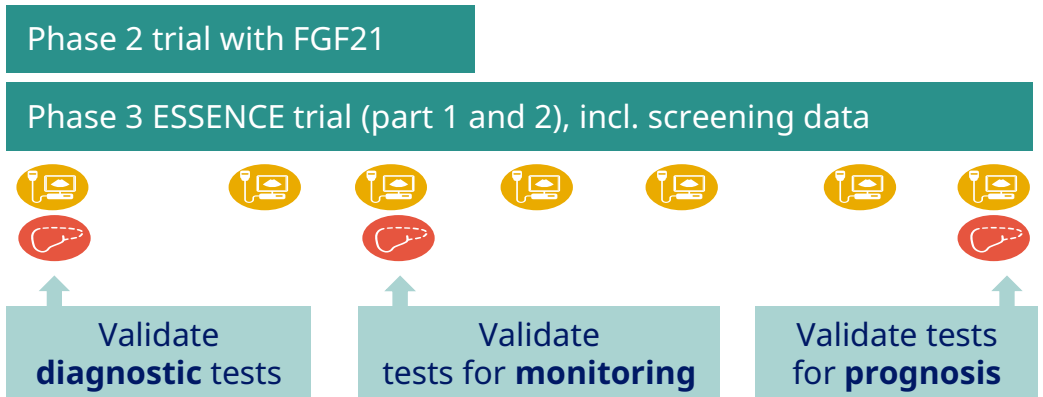 Phase 2 trial with FGF21
Phase 3 ESSENCE trial (part 1 and 2), incl. screening data
Validate
diagnostic tests
Validate
tests for monitoring
Validate tests
for prognosis